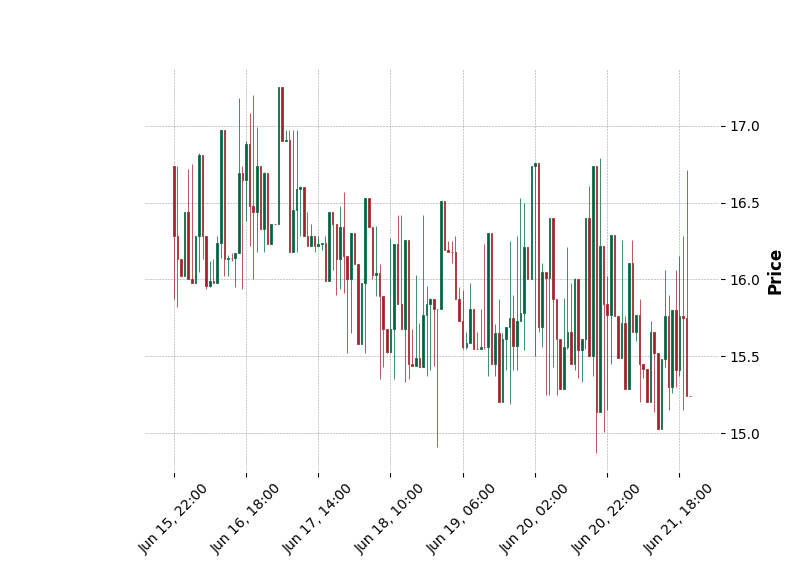 17.0
16.5
16.0
15.5
15.0
Price
Jun 15, 22:00
Jun 16, 18:00
Jun 17, 14:00
Jun 18, 10:00
Jun 19, 06:00
Jun 20, 02:00
Jun 20, 22:00
Jun 21, 18:00